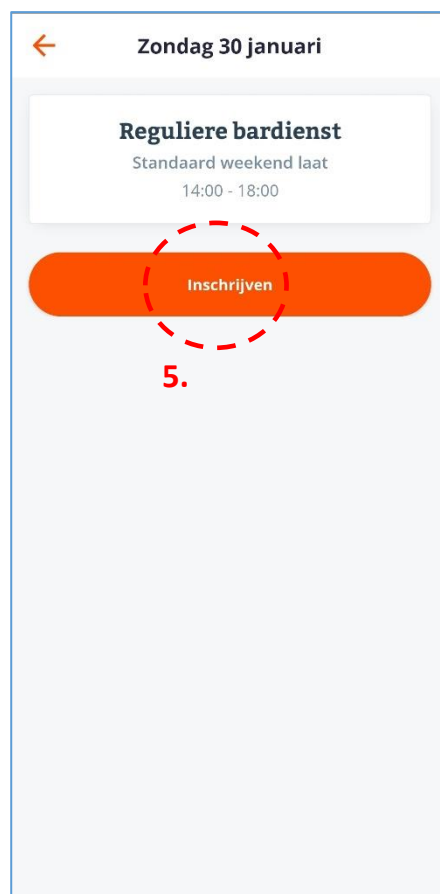 Zondag 30 januari
Reguliere bardienst
Standaard weekend laat
14:00 - 18:00
Inschrijven
5.